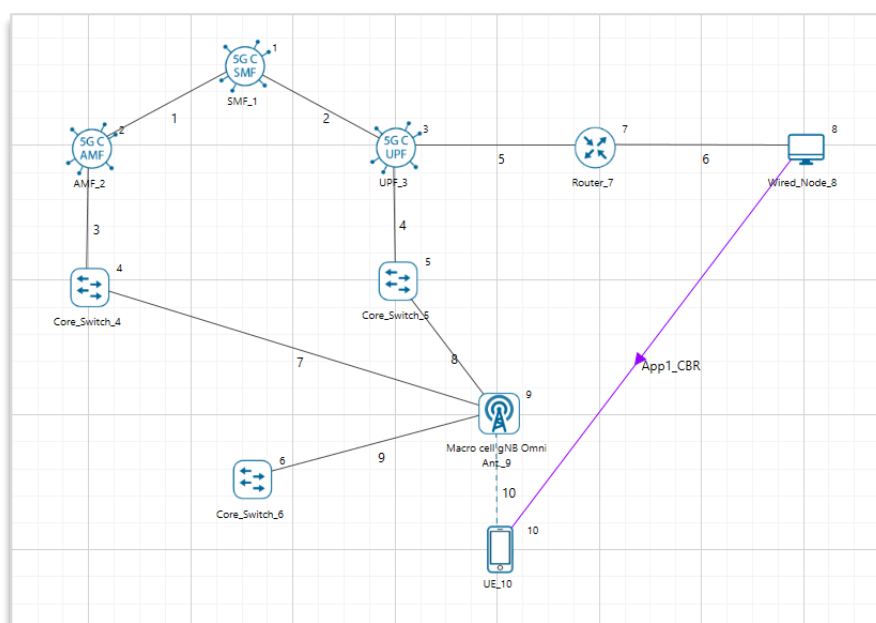 1
5G C
SMF
SMF_1
1
2
2
5G C
AMF
AMF_2
3
5G C
UPF
UPF_3
5
7
Router_7
6
8
Wired_Node_8
3
4
4
Core_Switch_4
5
Core_Switch_5
7
8
App1_CBR
9
Macro cell gNB Omni
Ant_9
9
6
Core_Switch_6
10
10
UE_10